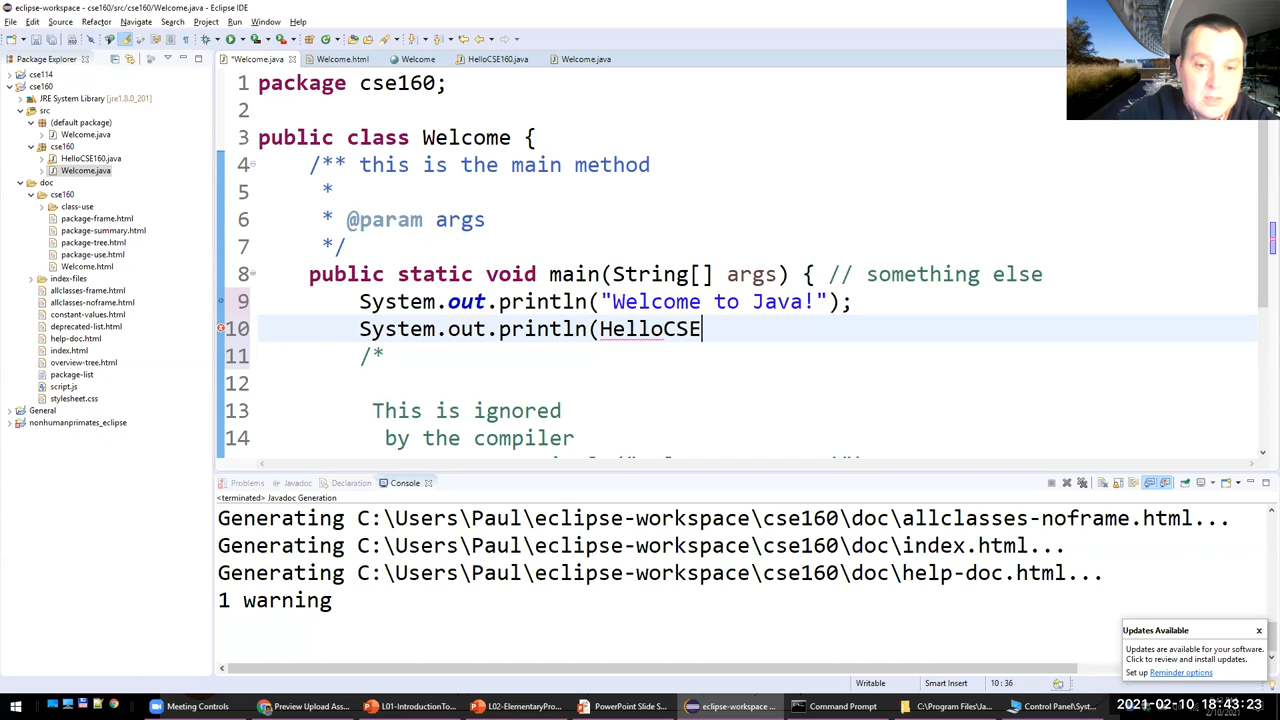 eclipse-workspace - cse160/src/cse160/Welcome.java - Eclipse IDE
File Edit Source Refactor Navigate Search Project Run Window Help
Package Explorer
*Welcome.java Welcome.html Welcome HelloCSE160.java Welcome.java
cse114
cse160
JRE System Library [jre1.8.0_201]
src
(default package)
Welcome.java
cse160
HelloCSE160.java
Welcome.java
doc
cse160
class-use
package-frame.html
package-summary.html
package-tree.html
package-use.html
Welcome.html
index-files
allclasses-frame.html
allclasses-noframe.html
constant-values.html
deprecated-list.html
help-doc.html
index.html
overview-tree.html
package-list
script.js
stylesheet.css
General
nonhumanprimates_eclipse
1 package cse160;
2
3 public class Welcome {
4 /** this is the main method
5 *
6 * @param args
7 */
8 public static void main(String[] args) { // something else
9 System.out.println("Welcome to Java!");
10 System.out.println(HelloCSE
11 /*
12
13 This is ignored
14 by the compiler
Problems Javadoc Declaration Console
<terminated> Javadoc Generation
Generating C:\Users\Paul\eclipse-workspace\cse160\doc\allclasses-noframe.html...
Generating C:\Users\Paul\eclipse-workspace\cse160\doc\index.html...
Generating C:\Users\Paul\eclipse-workspace\cse160\doc\help-doc.html...
1 warning
Updates Available
Updates are available for your software.
Click to review and install updates.
Set up Reminder options
Writable Smart Insert 10 : 36
Meeting Controls Preview Upload Ass... L01-IntroductionTo... L02-ElementaryPro... PowerPoint Slide S... eclipse-workspace ... Command Prompt C:\Program Files\Ja... Control Panel\Syst...
2021-02-10 18:43:23